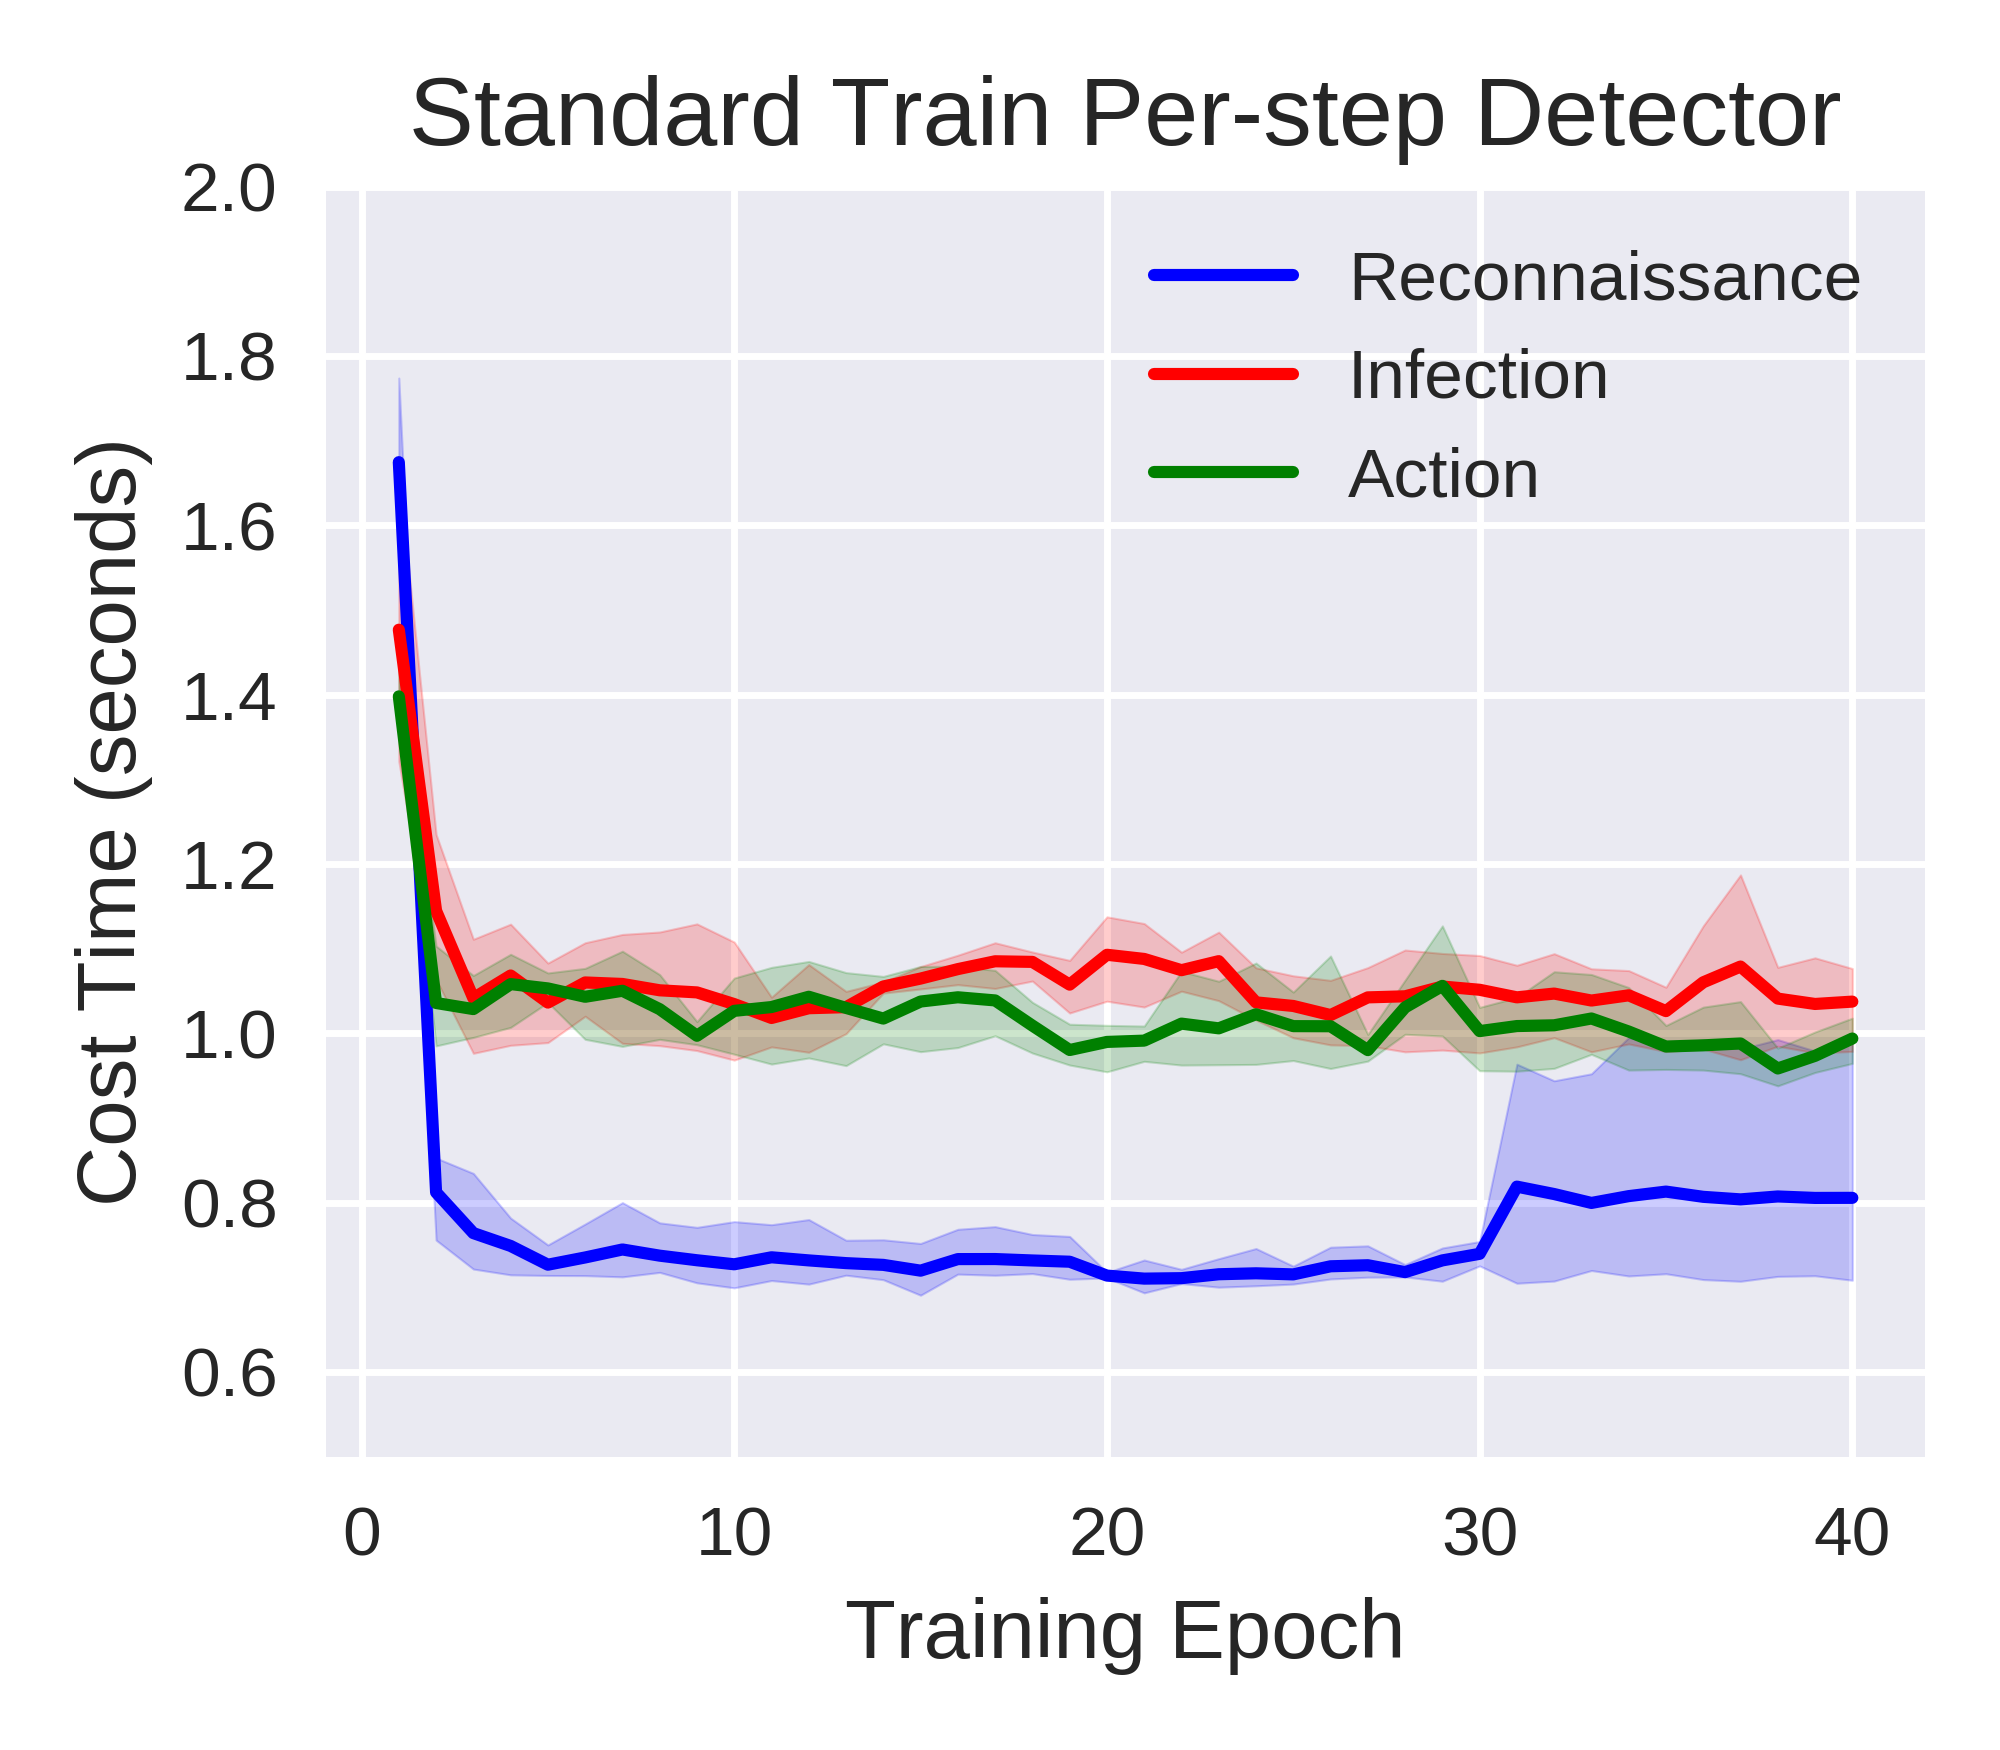 Standard Train Per-step Detector
2.0
1.8
1.6
1.4
1.2
1.0
0.8
0.6
Cost Time (seconds)
Reconnaissance
Infection
Action
0 10 20 30 40
Training Epoch